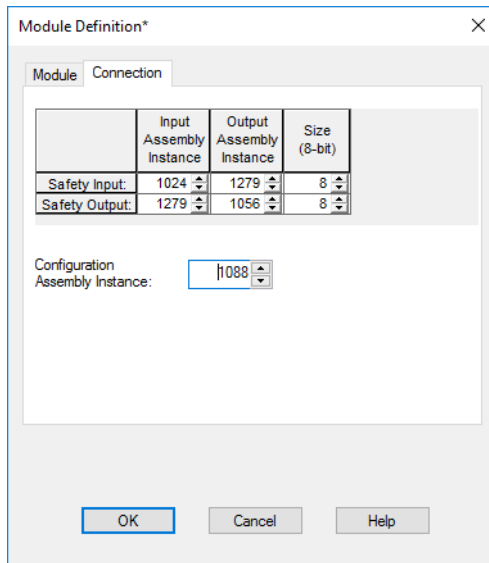 Module Definition*
Module Connection
Input Assembly Instance Output Assembly Instance Size (8-bit)
Safety Input: 1024 1279 8
Safety Output: 1279 1056 8
Configuration
Assembly Instance: 1088
OK Cancel Help